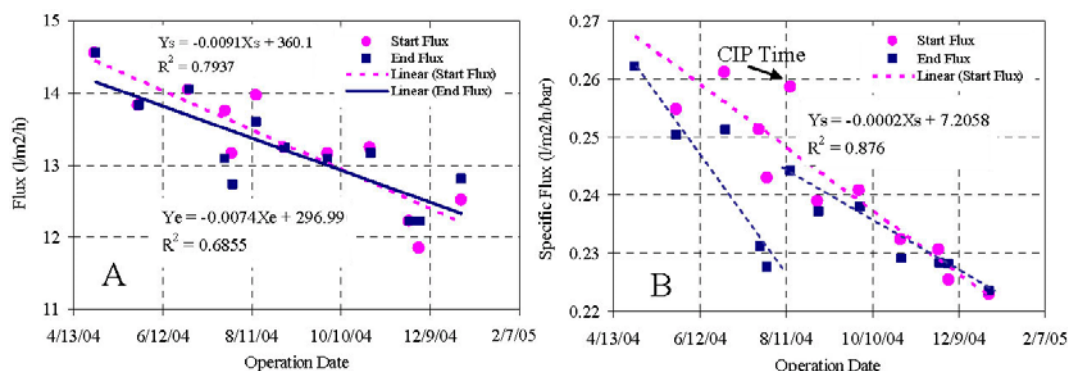 15
14
13
12
11
Flux (l/m2/h)
Ys = -0.0091Xs + 360.1
R2 = 0.7937
Start Flux
End Flux
Linear (Start Flux)
Linear (End Flux)
Ye = -0.0074Xe + 296.99
R2 = 0.6855
A
4/13/04 6/12/04 8/11/04 10/10/04 12/9/04 2/7/05
Operation Date
0.27
0.26
0.25
0.24
0.23
0.22
Specific Flux (l/m2/h/bar)
Start Flux
End Flux
Linear (Start Flux)
CIP Time
Ys = -0.0002Xs + 7.2058
R2 = 0.876
B
4/13/04 6/12/04 8/11/04 10/10/04 12/9/04 2/7/05
Operation Date